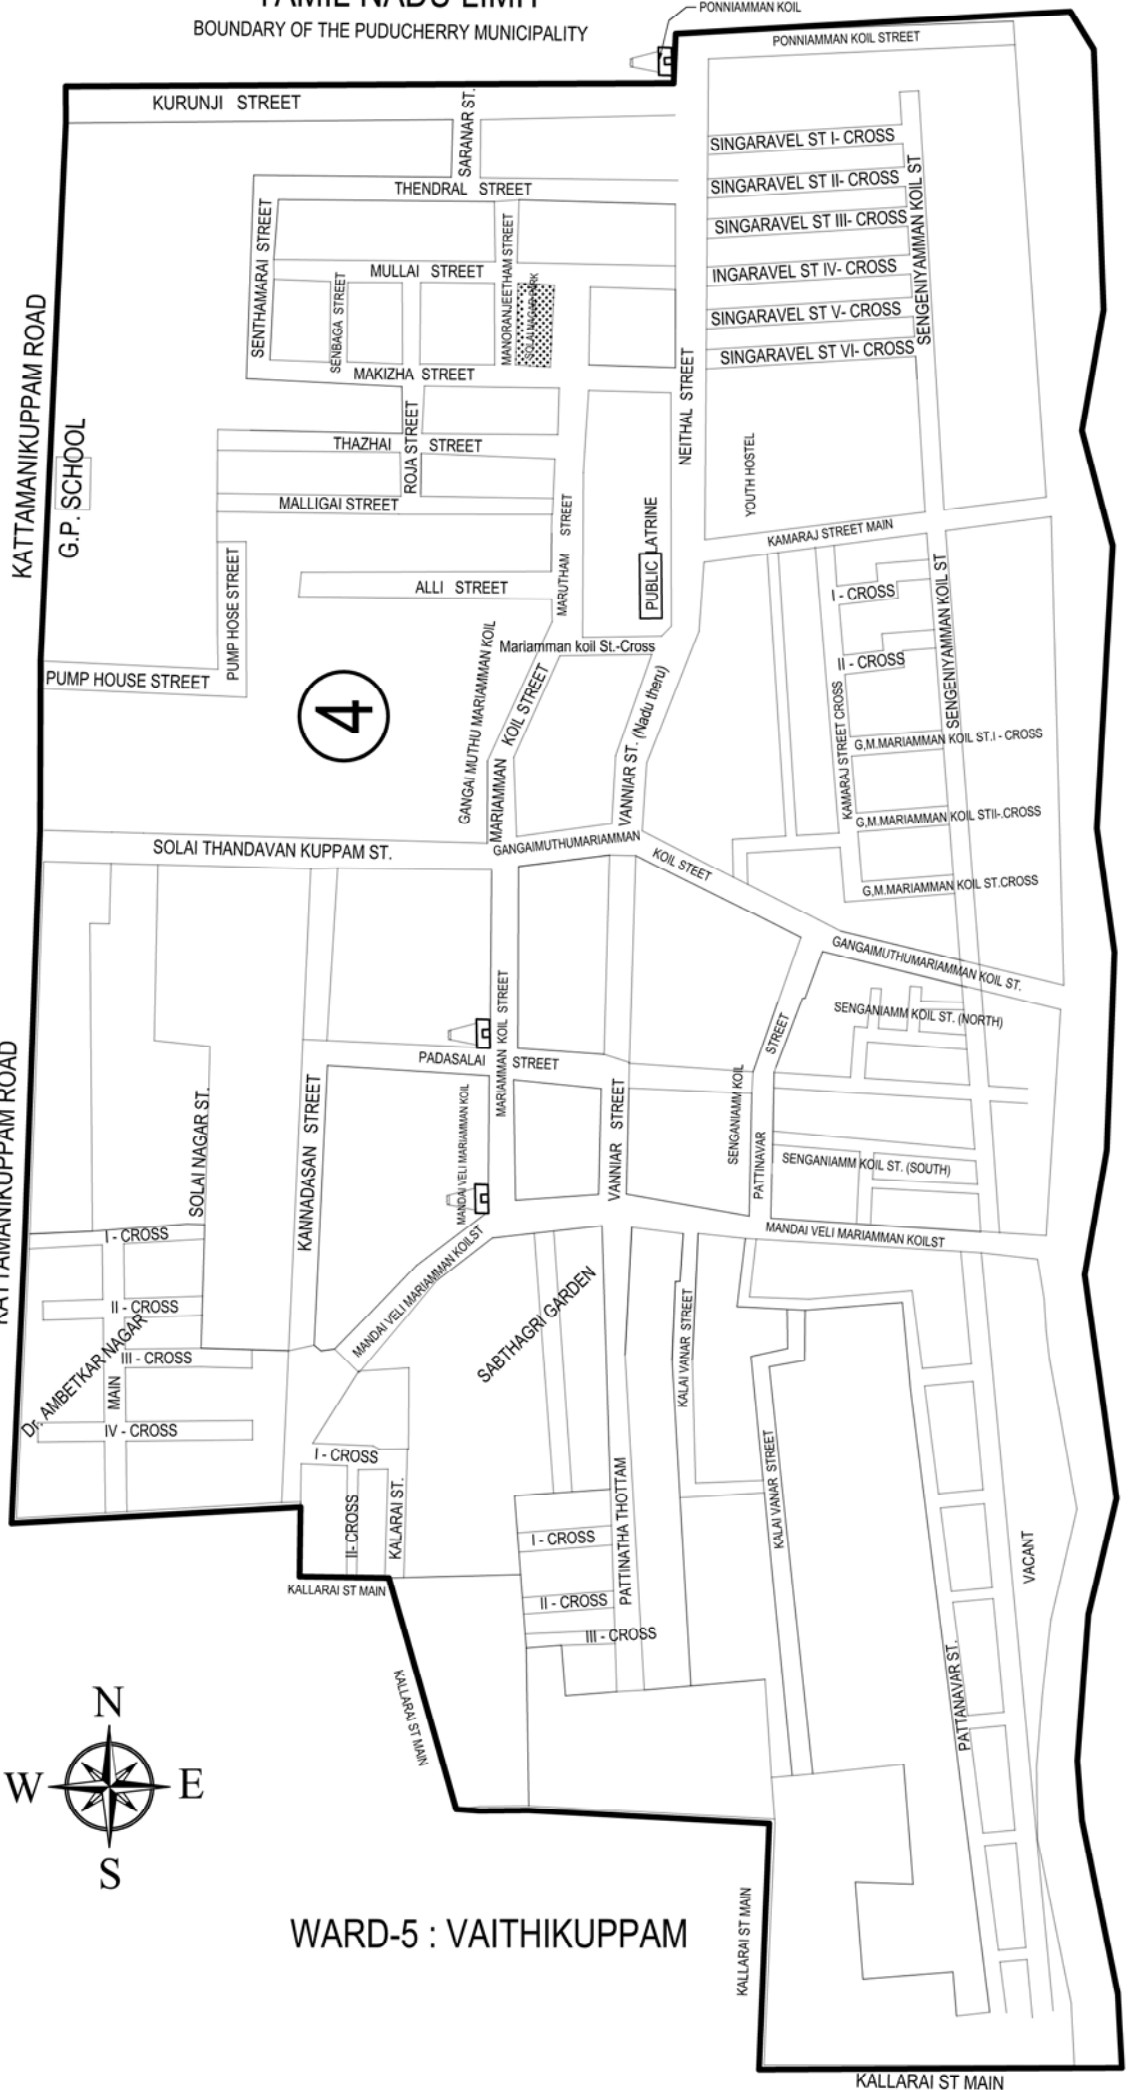 TAMIL NADU LIMIT
BOUNDARY OF THE PUDUCHERRY MUNICIPALITY
PONNIAMMAN KOIL
PONNIAMMAN KOIL STREET
KURUNJI STREET
SARANAR ST.
THENDRAL STREET
SENTHAMARAI STREET
MULLAI STREET
SENBAGA STREET
MANORANJEETHAM STREET
MAKIZHA STREET
ROJA STREET
THAZHAI STREET
MALLIGAI STREET
ALLI STREET
MARUTHAM STREET
NEITHAL STREET
SINGARAVEL ST I- CROSS
SINGARAVEL ST II- CROSS
SINGARAVEL ST III- CROSS
INGARAVEL ST IV- CROSS
SINGARAVEL ST V- CROSS
SINGARAVEL ST VI- CROSS
SENGENIYAMMAN KOIL ST
YOUTH HOSTEL
PUBLIC LATRINE
KATTAMANIKUPPAM ROAD
G.P. SCHOOL
PUMP HOSE STREET
PUMP HOUSE STREET
4
KAMARAJ STREET MAIN
I - CROSS
II - CROSS
KAMARAJ STREET CROSS
SENGENIYAMMAN KOIL ST
G,M.MARIAMMAN KOIL ST.I - CROSS
G,M.MARIAMMAN KOIL STII-.CROSS
G,M.MARIAMMAN KOIL ST.CROSS
Mariamman koil St.-Cross
GANGAI MUTHU MARIAMMAN KOIL
MARIAMMAN KOIL STREET
VANNIAR ST. (Nadu theru)
SOLAI THANDAVAN KUPPAM ST.
GANGAIMUTHUMARIAMMAN
KOIL STEET
GANGAIMUTHUMARIAMMAN KOIL ST.
MARIAMMAN KOIL STREET
PADASALAI STREET
SENGANIAMM KOIL ST. (NORTH)
SENGANIAMM KOIL STREET
PATTINAVAR
SENGANIAMM KOIL ST. (SOUTH)
KATTAMANIKUPPAM ROAD
SOLAI NAGAR ST.
KANNADASAN STREET
VANNIAR STREET
MANDAI VELI MARIAMMAN KOIL
MANDAI VELI MARIAMMAN KOILST
MANDAI VELI MARIAMMAN KOILST
I - CROSS
II - CROSS
III - CROSS
IV - CROSS
MAIN
Dr. AMBETKAR NAGAR
SABTHAGRI GARDEN
KALAI VANAR STREET
KALAI VANAR STREET
I - CROSS
II- CROSS
KALARAI ST.
KALLARAI ST MAIN
KALLARAI ST MAIN
I - CROSS
II - CROSS
III - CROSS
PATTINATHA THOTTAM
VACANT
PATTANAVAR ST.
N
W E
S
WARD-5 : VAITHIKUPPAM
KALLARAI ST MAIN
KALLARAI ST MAIN